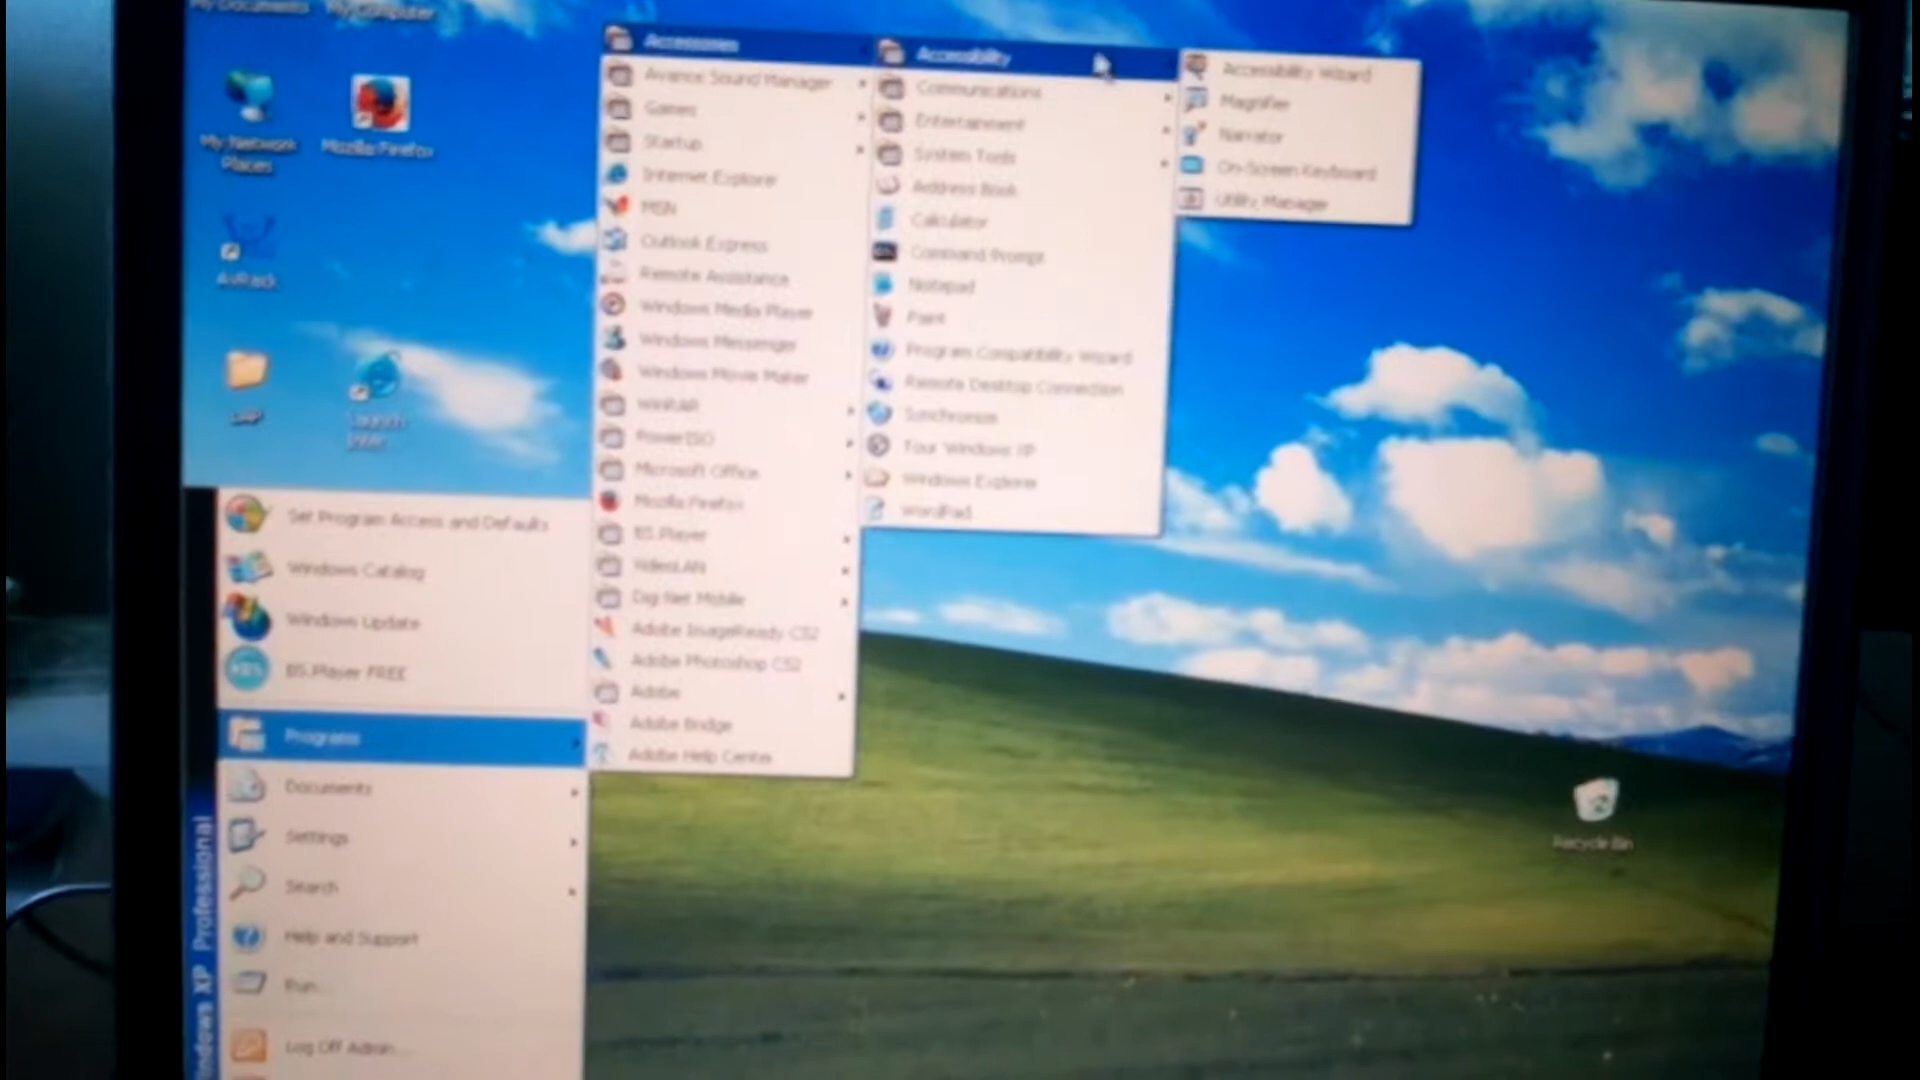 My Documents
My Computer
My Network
Places
Mozilla Firefox
AvRack
Launch
Set Program Access and Defaults
Windows Catalog
Windows Update
BS.Player FREE
Programs
Documents
Settings
Search
Help and Support
Run...
Log Off Admin...
Windows XP Professional
Accessories
Avance Sound Manager
Games
Startup
Internet Explorer
MSN
Outlook Express
Remote Assistance
Windows Media Player
Windows Messenger
Windows Movie Maker
WinRAR
PowerISO
Microsoft Office
Mozilla Firefox
BS.Player
VideoLAN
Digi Net Mobile
Adobe ImageReady CS2
Adobe Photoshop CS2
Adobe
Adobe Bridge
Adobe Help Center
Accessibility
Communications
Entertainment
System Tools
Address Book
Calculator
Command Prompt
Notepad
Paint
Program Compatibility Wizard
Remote Desktop Connection
Synchronize
Tour Windows XP
Windows Explorer
WordPad
Accessibility Wizard
Magnifier
Narrator
On-Screen Keyboard
Utility Manager
Recycle Bin